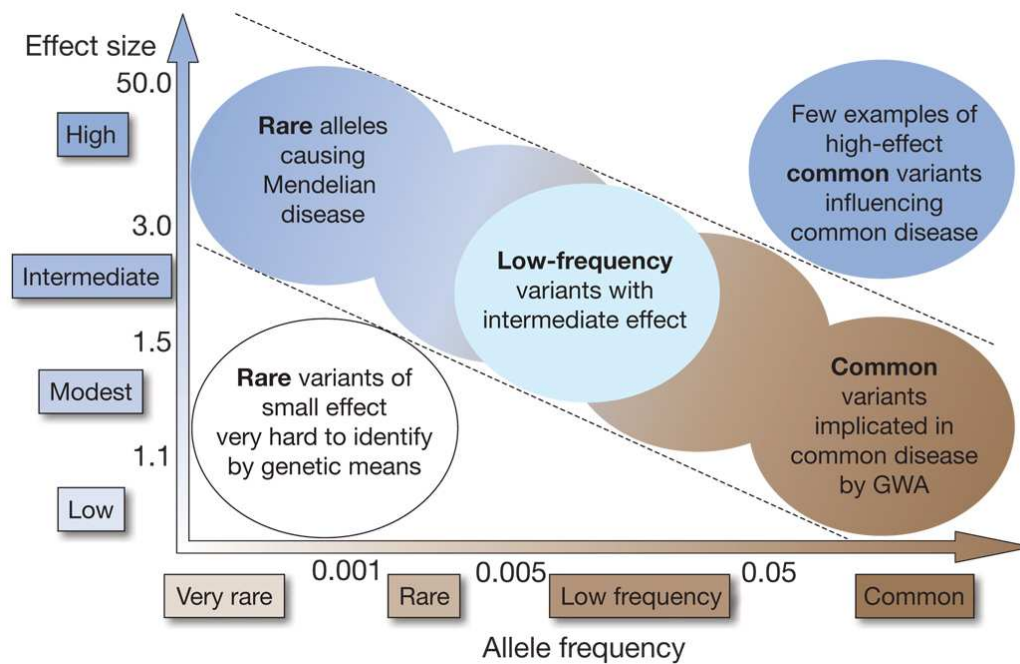 Effect size
50.0
High
3.0
Intermediate
1.5
Modest
1.1
Low
Rare alleles
causing
Mendelian
disease
Few examples of
high-effect
common variants
influencing
common disease
Low-frequency
variants with
intermediate effect
Rare variants of
small effect
very hard to identify
by genetic means
Common
variants
implicated in
common disease
by GWA
0.001
0.005
0.05
Very rare
Rare
Low frequency
Common
Allele frequency